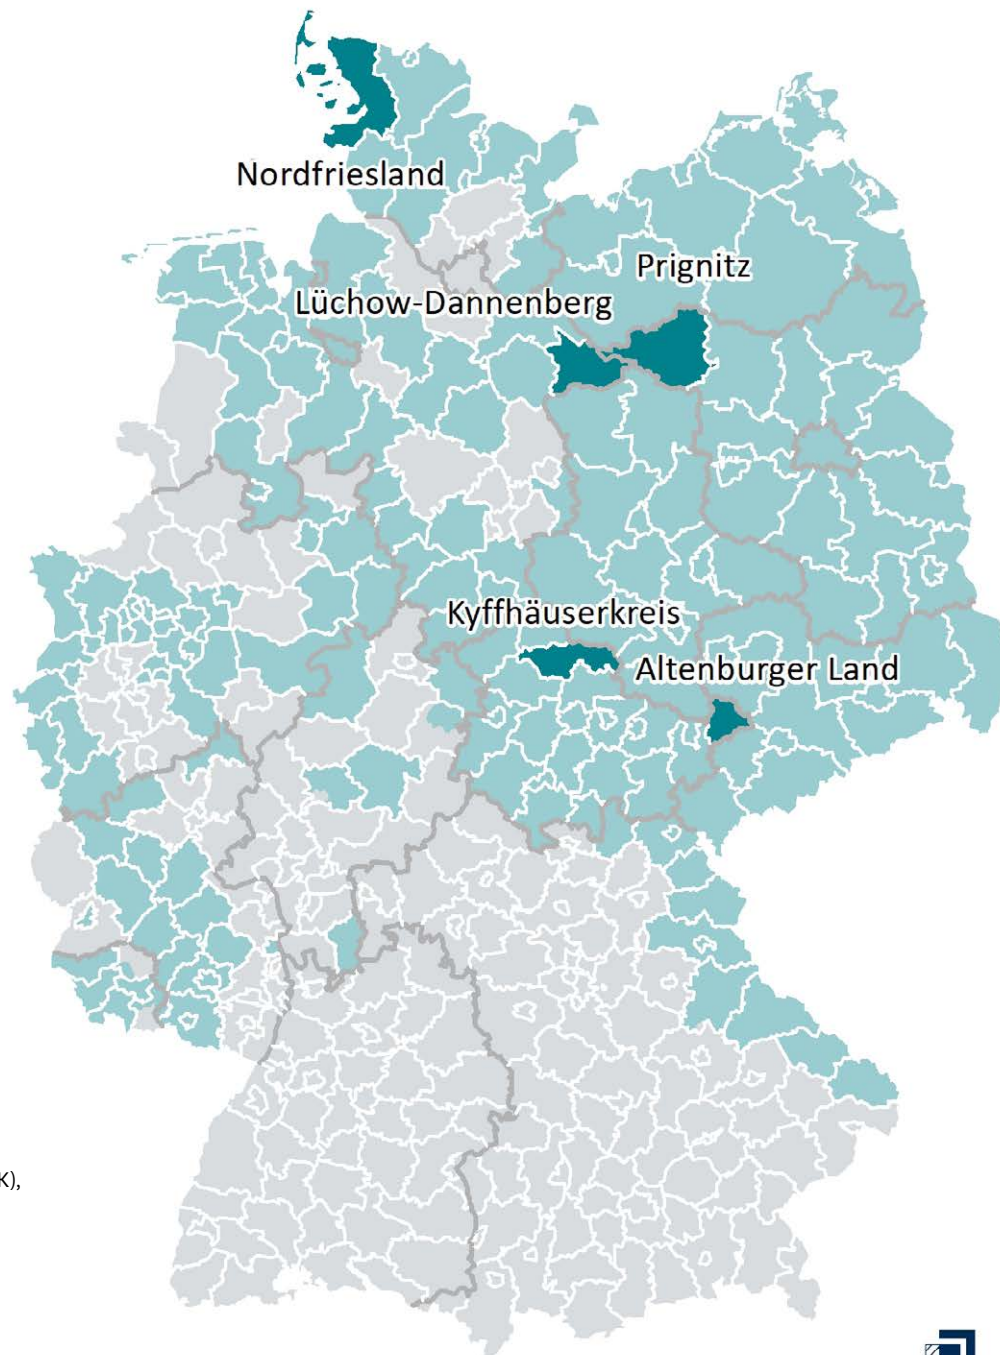 Nordfriesland
Prignitz
Lüchow-Dannenberg
Kyffhäuserkreis
Altenburger Land
K),